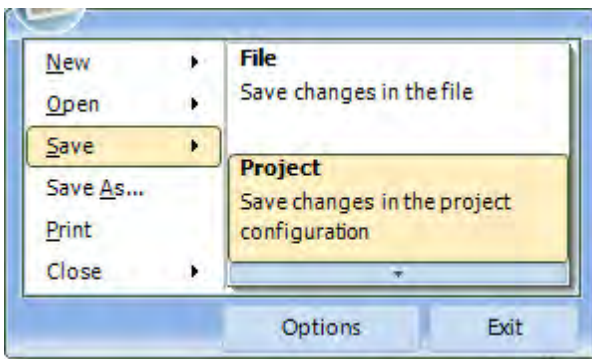 New
Open
Save
Save As...
Print
Close
File
Save changes in the file
Project
Save changes in the project
configuration
Options
Exit